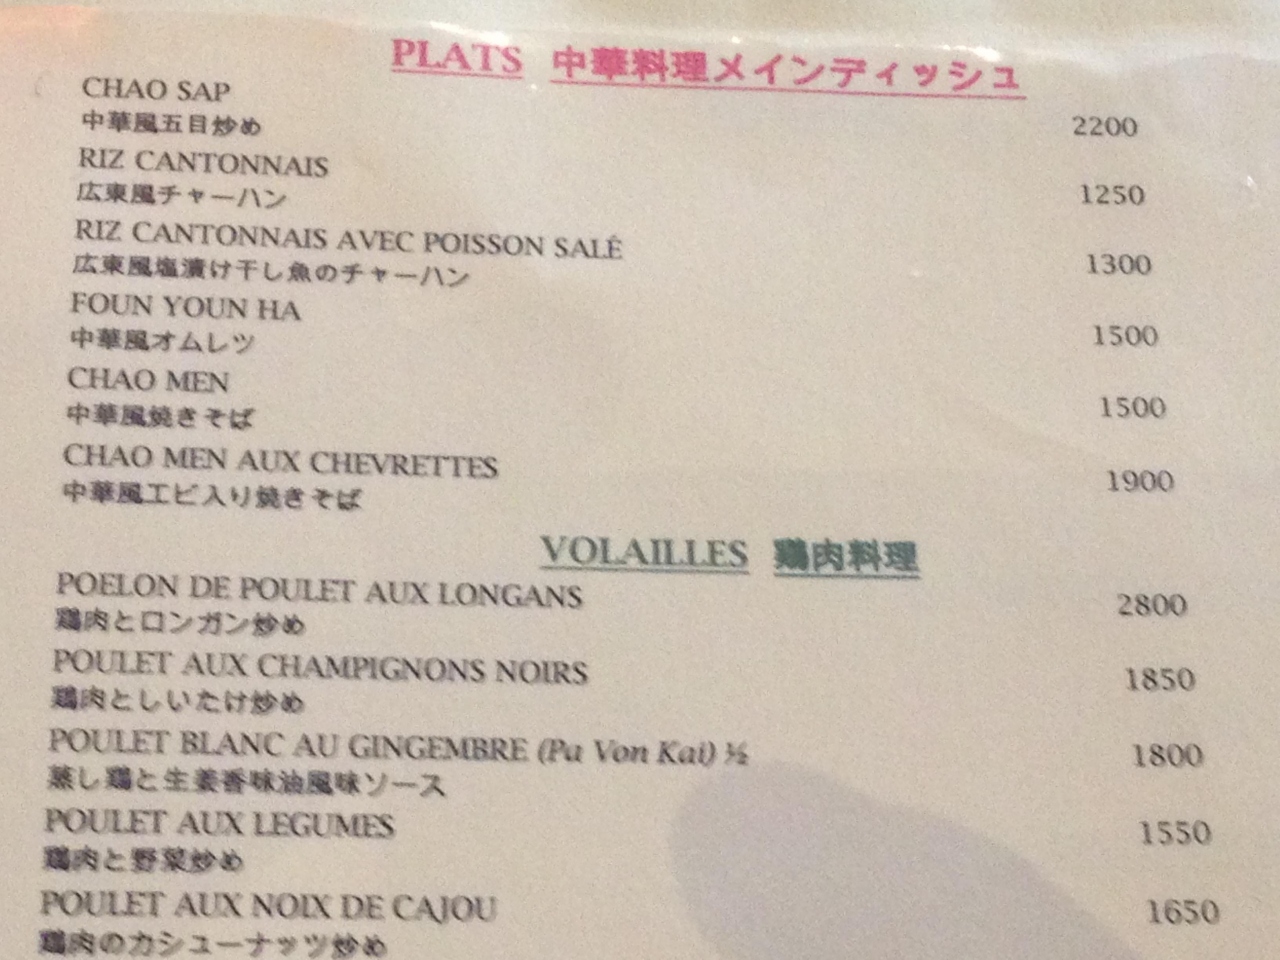 PLATS 中華料理メインディッシュ
CHAO SAP
中華風五目炒め 2200
RIZ CANTONNAIS
広東風チャーハン 1250
RIZ CANTONNAIS AVEC POISSON SALÉ
広東風塩漬け干し魚のチャーハン 1300
FOUN YOUN HA
中華風オムレツ 1500
CHAO MEN
中華風焼きそば 1500
CHAO MEN AUX CHEVRETTES
中華風エビ入り焼きそば 1900
VOLAILLES 鶏肉料理
POELON DE POULET AUX LONGANS 2800
鶏肉とロンガン炒め
POULET AUX CHAMPIGNONS NOIRS 1850
鶏肉としいたけ炒め
POULET BLANC AU GINGEMBRE (Pa Von Kai) ½ 1800
蒸し鶏と生姜香味油風味ソース
POULET AUX LEGUMES 1550
鶏肉と野菜炒め
POULET AUX NOIX DE CAJOU 1650
鶏肉のカシューナッツ炒め